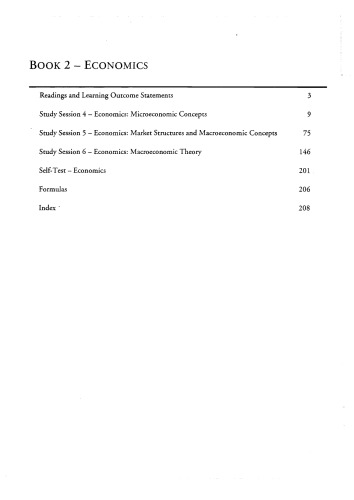 BOOK 2 – ECONOMICS
Readings and Learning Outcome Statements 3
Study Session 4 – Economics: Microeconomic Concepts 9
Study Session 5 – Economics: Market Structures and Macroeconomic Concepts 75
Study Session 6 – Economics: Macroeconomic Theory 146
Self-Test – Economics 201
Formulas 206
Index 208